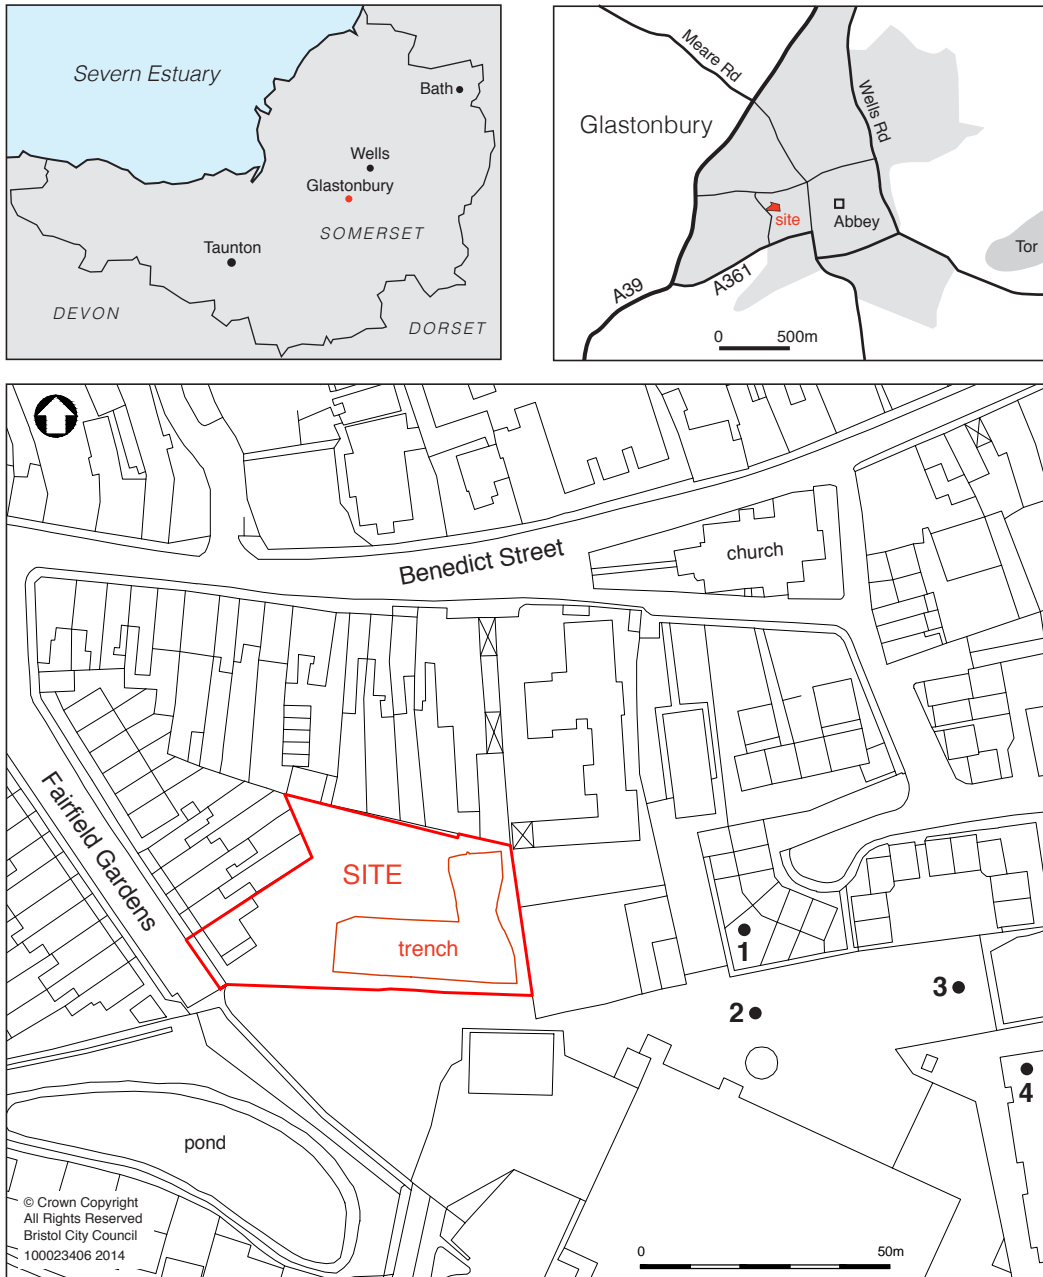 Severn Estuary
Bath
Wells
Glastonbury
SOMERSET
Taunton
DEVON
DORSET
Meare Rd
Wells Rd
Glastonbury
site
Abbey
Tor
A39
A361
0 500m
Benedict Street
church
Fairfield Gardens
SITE
trench
1
2
3
4
pond
© Crown Copyright
All Rights Reserved
Bristol City Council
100023406 2014
0 50m